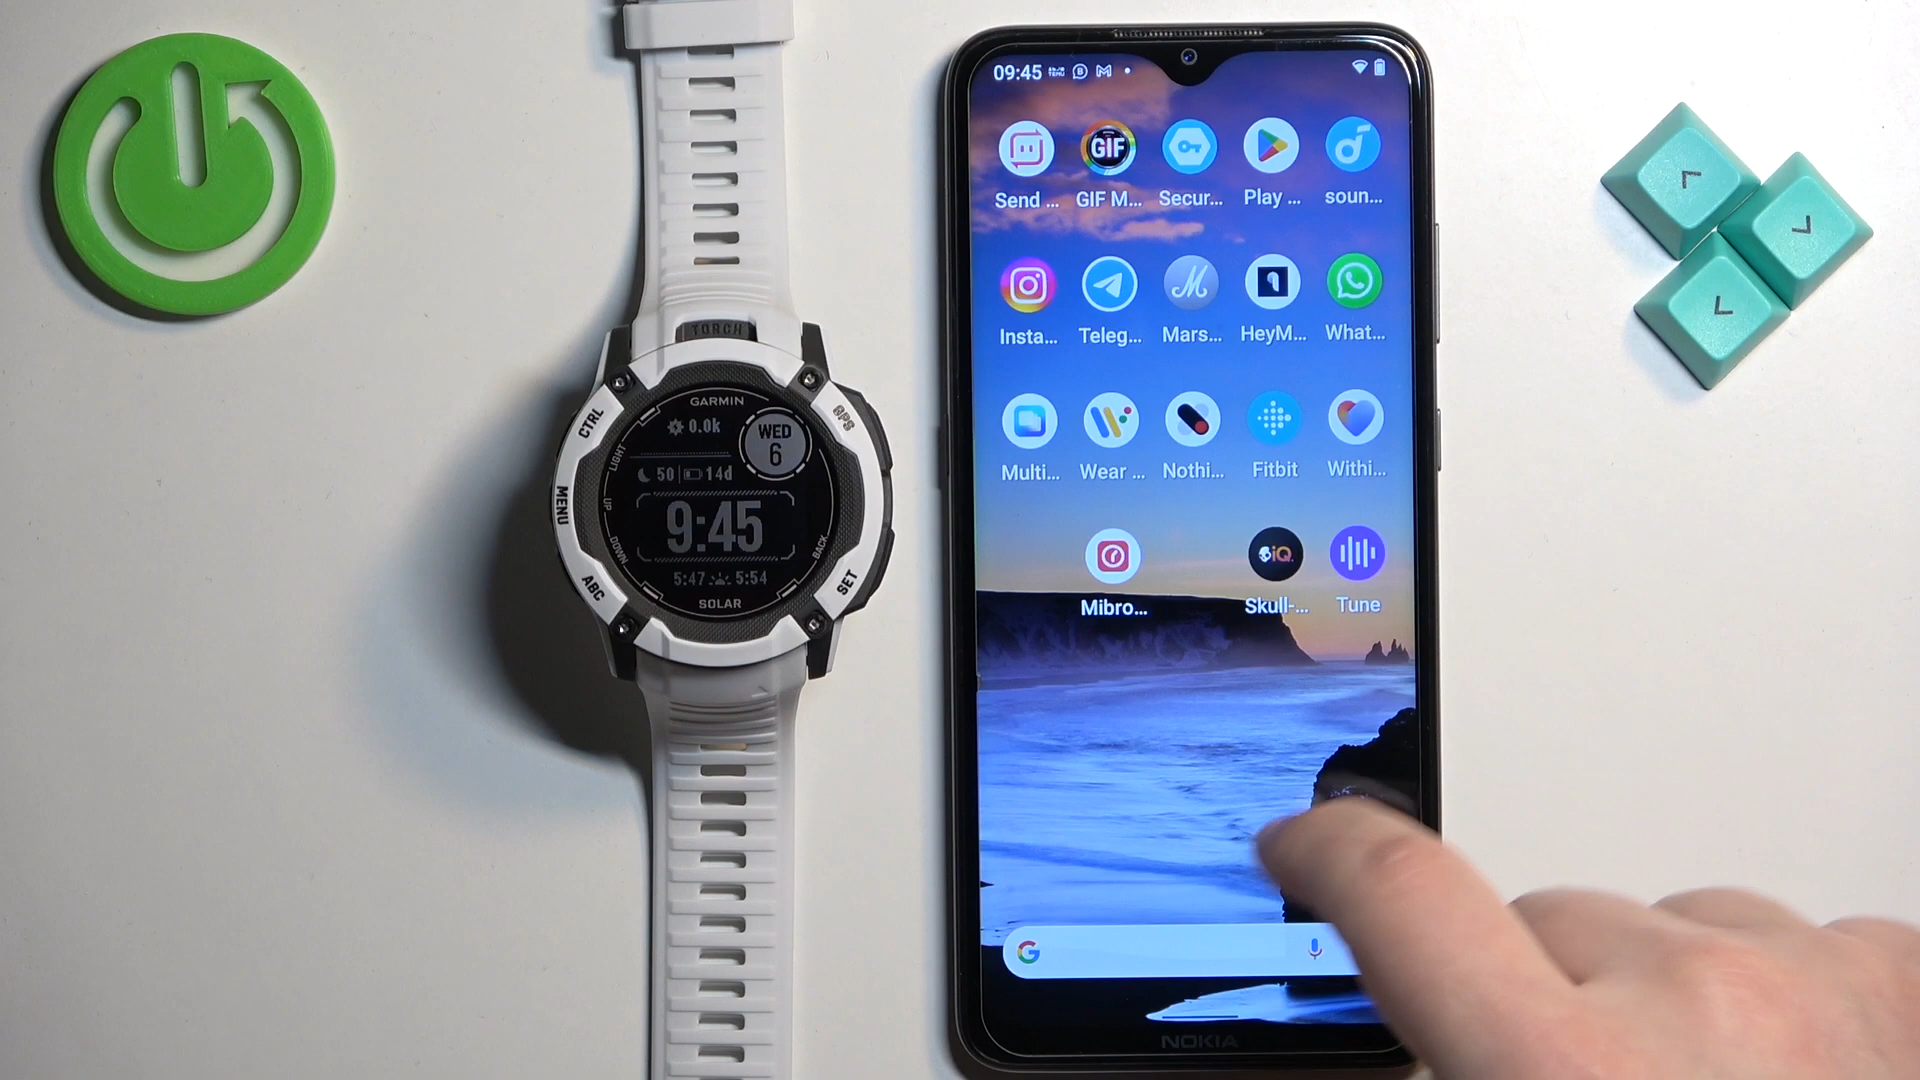 TORCH
CTRL
GPS
GARMIN
LIGHT
0.0k
WED
6
50
14d
MENU
UP
9:45
DOWN
BACK
5:47
5:54
ABC
SET
SOLAR
09:45
Send ...
GIF
GIF M...
Secur...
Play ...
soun...
Insta...
Teleg...
M
Mars...
HeyM...
What...
Multi...
Wear ...
Nothi...
Fitbit
Withi...
Mibro...
iQ
Skull-...
Tune
G
NOKIA